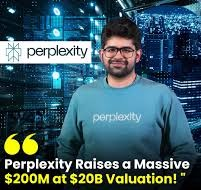 perplexity
perplexity
Perplexity Raises a Massive
$200M at $20B Valuation! "